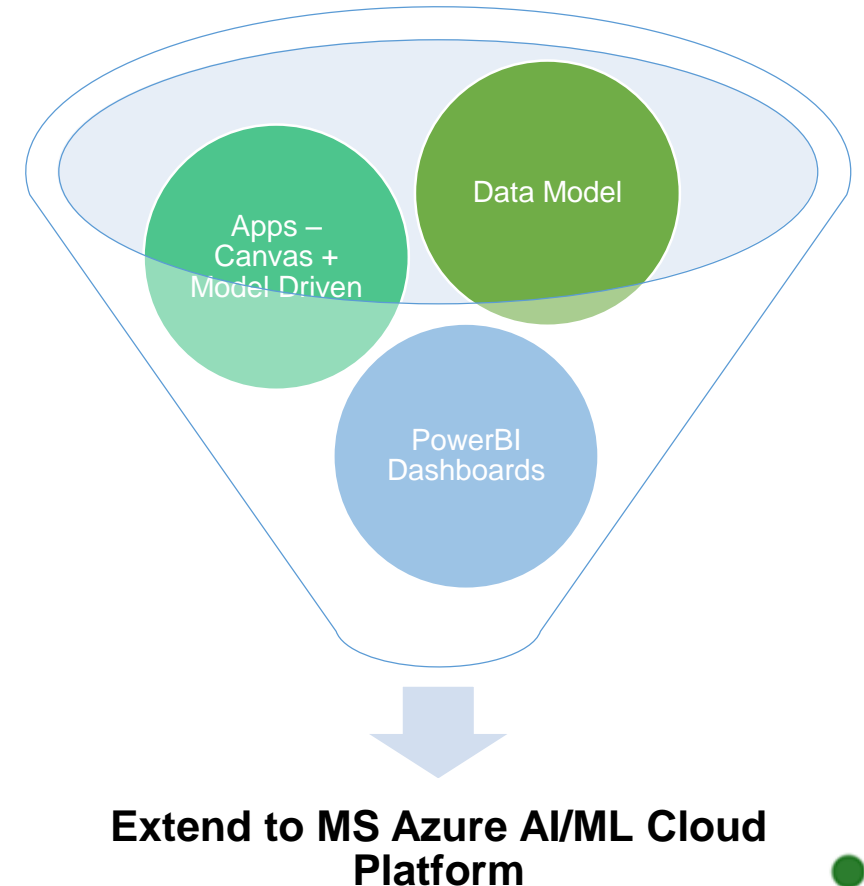 Data Model
Apps –
Canvas +
Model Driven
PowerBI
Dashboards
Extend to MS Azure AI/ML Cloud
Platform